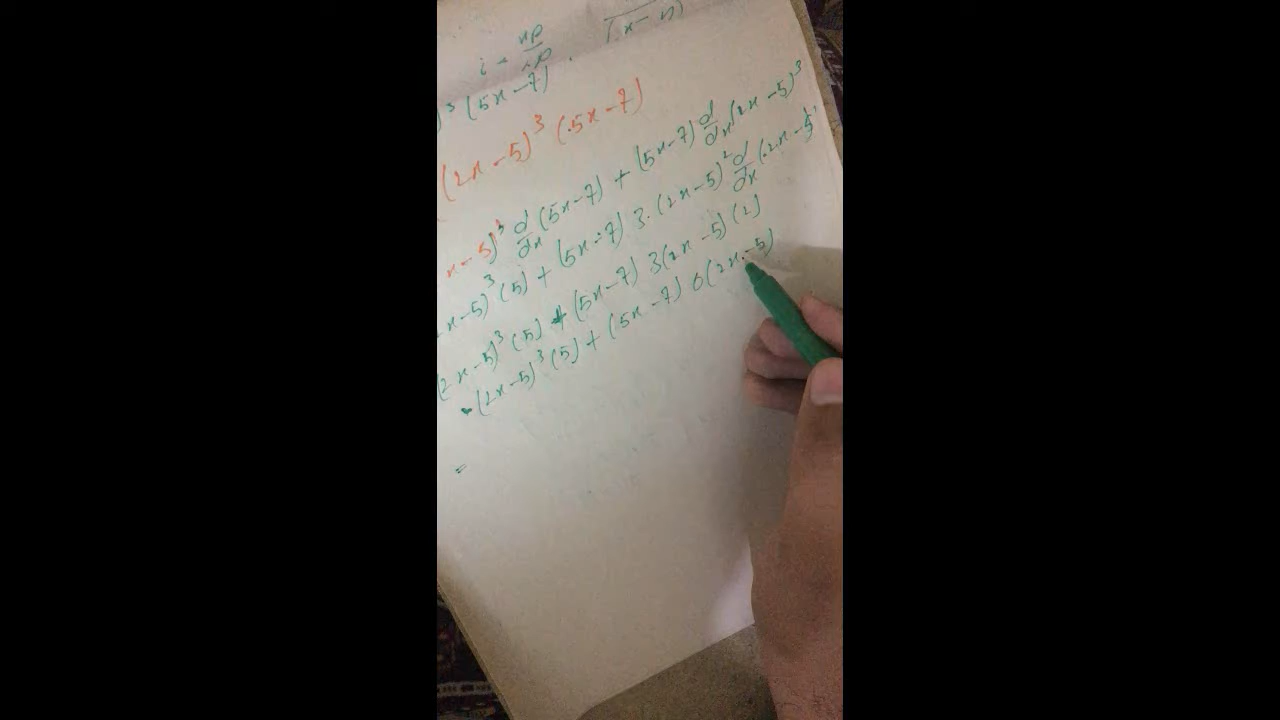 )³ (5x-7)
(2x-5)³ (5x-7)
x-5)³ d/dx (5x-7) + (5x-7) d/dx (2x-5)³
x-5)³ (5) + (5x-7) 3.(2x-5)² d/dx (2x-5)
(2x-5)³ (5) + (5x-7) 3(2x-5) (2)
(2x-5)³ (5) + (5x-7) 6(2x-5)
=